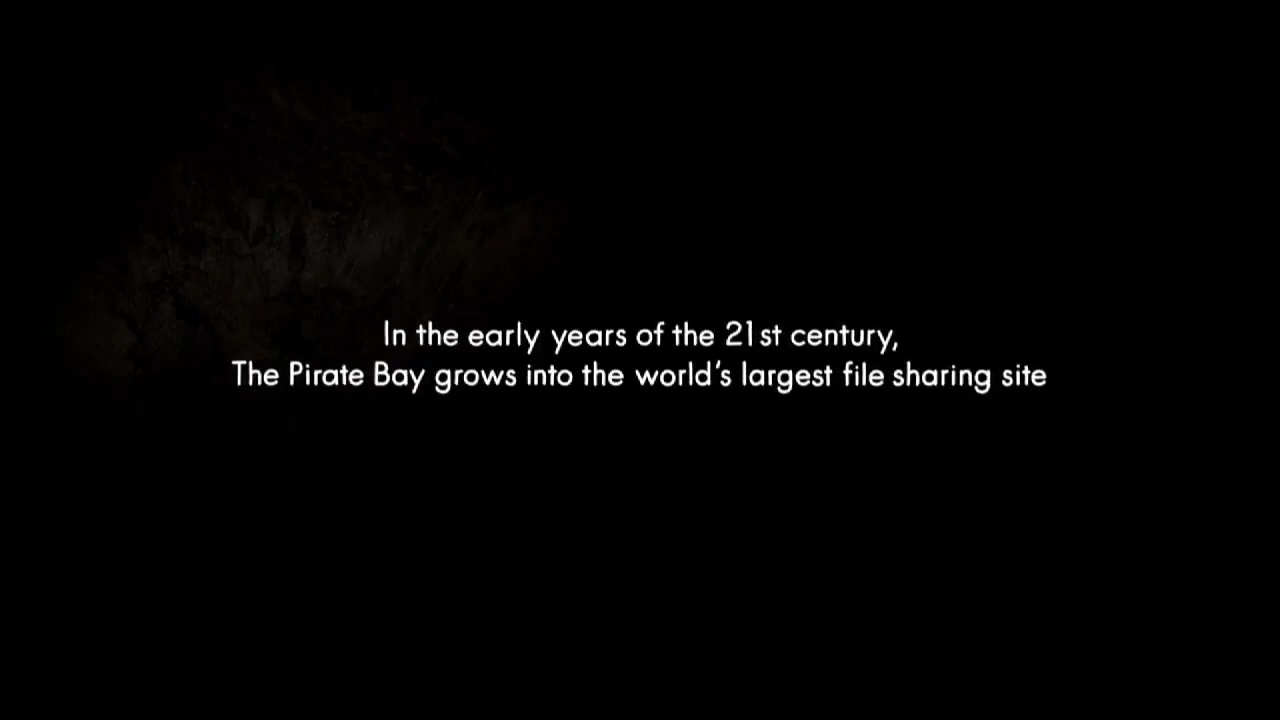 In the early years of the 21st century,
The Pirate Bay grows into the world's largest file sharing site